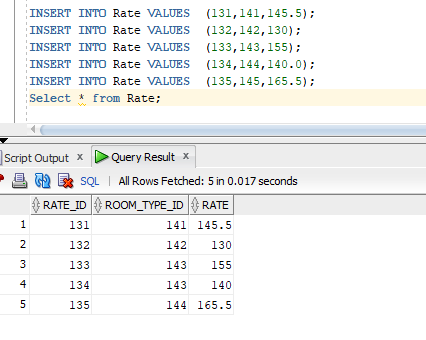 INSERT INTO Rate VALUES (131,141,145.5);
INSERT INTO Rate VALUES (132,142,130);
INSERT INTO Rate VALUES (133,143,155);
INSERT INTO Rate VALUES (134,144,140.0);
INSERT INTO Rate VALUES (135,145,165.5);
Select * from Rate;
Script Output x Query Result x
SQL | All Rows Fetched: 5 in 0.017 seconds
RATE_ID ROOM_TYPE_ID RATE
1 131 141 145.5
2 132 142 130
3 133 143 155
4 134 143 140
5 135 144 165.5